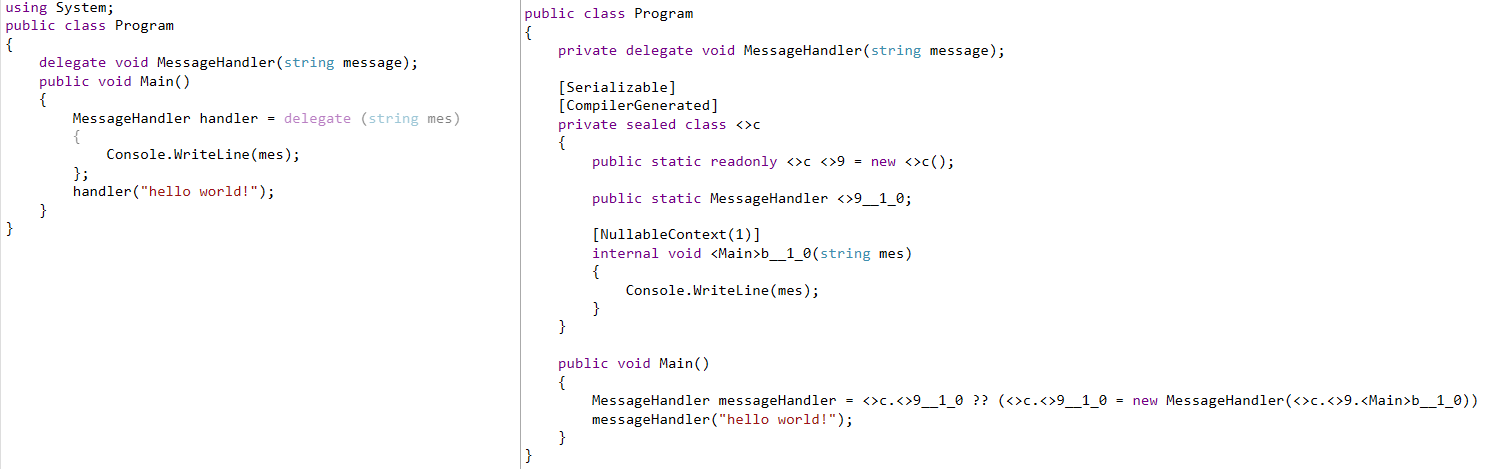 using System;
public class Program
{
    delegate void MessageHandler(string message);
    public void Main()
    {
        MessageHandler handler = delegate (string mes)
        {
            Console.WriteLine(mes);
        };
        handler("hello world!");
    }
}
public class Program
{
    private delegate void MessageHandler(string message);
    [Serializable]
    [CompilerGenerated]
    private sealed class <>c
    {
        public static readonly <>c <>9 = new <>c();
        public static MessageHandler <>9__1_0;
        [NullableContext(1)]
        internal void <Main>b__1_0(string mes)
        {
            Console.WriteLine(mes);
        }
    }
    public void Main()
    {
        MessageHandler messageHandler = <>c.<>9__1_0 ?? (<>c.<>9__1_0 = new MessageHandler(<>c.<>9.<Main>b__1_0))
        messageHandler("hello world!");
    }
}